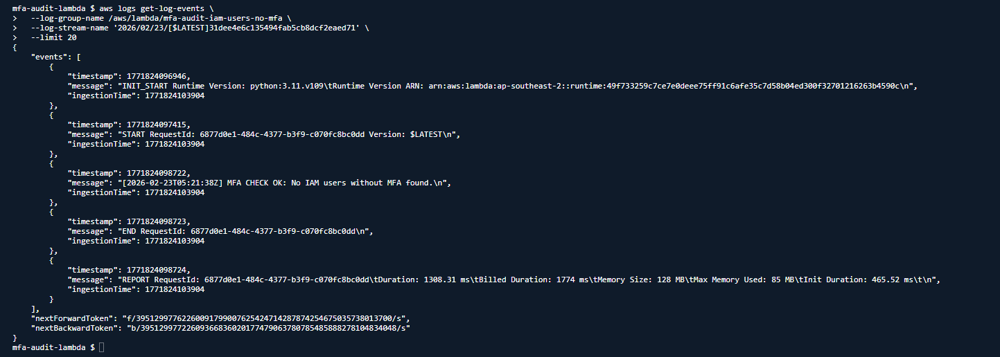 mfa-audit-lambda $ aws logs get-log-events \
>   --log-group-name /aws/lambda/mfa-audit-iam-users-no-mfa \
>   --log-stream-name '2026/02/23/[$LATEST]31dee4e6c135494fab5cb8dcf2eaed71' \
>   --limit 20
{
    "events": [
        {
            "timestamp": 1771824096946,
            "message": "INIT_START Runtime Version: python:3.11.v109\tRuntime Version ARN: arn:aws:lambda:ap-southeast-2::runtime:49f733259c7ce7e0deee75ff91c6afe35c7d58b04ed300f32701216263b4590c\n",
            "ingestionTime": 1771824103904
        },
        {
            "timestamp": 1771824097415,
            "message": "START RequestId: 6877d0e1-484c-4377-b3f9-c070fc8bc0dd Version: $LATEST\n",
            "ingestionTime": 1771824103904
        },
        {
            "timestamp": 1771824098722,
            "message": "[2026-02-23T05:21:38Z] MFA CHECK OK: No IAM users without MFA found.\n",
            "ingestionTime": 1771824103904
        },
        {
            "timestamp": 1771824098723,
            "message": "END RequestId: 6877d0e1-484c-4377-b3f9-c070fc8bc0dd\n",
            "ingestionTime": 1771824103904
        },
        {
            "timestamp": 1771824098724,
            "message": "REPORT RequestId: 6877d0e1-484c-4377-b3f9-c070fc8bc0dd\tDuration: 1308.31 ms\tBilled Duration: 1774 ms\tMemory Size: 128 MB\tMax Memory Used: 85 MB\tInit Duration: 465.52 ms\t\n",
            "ingestionTime": 1771824103904
        }
    ],
    "nextForwardToken": "f/39512997762260091799007625424714287874254675035738013700/s",
    "nextBackwardToken": "b/39512997722609366836020177479063780785485888278104834048/s"
}
mfa-audit-lambda $